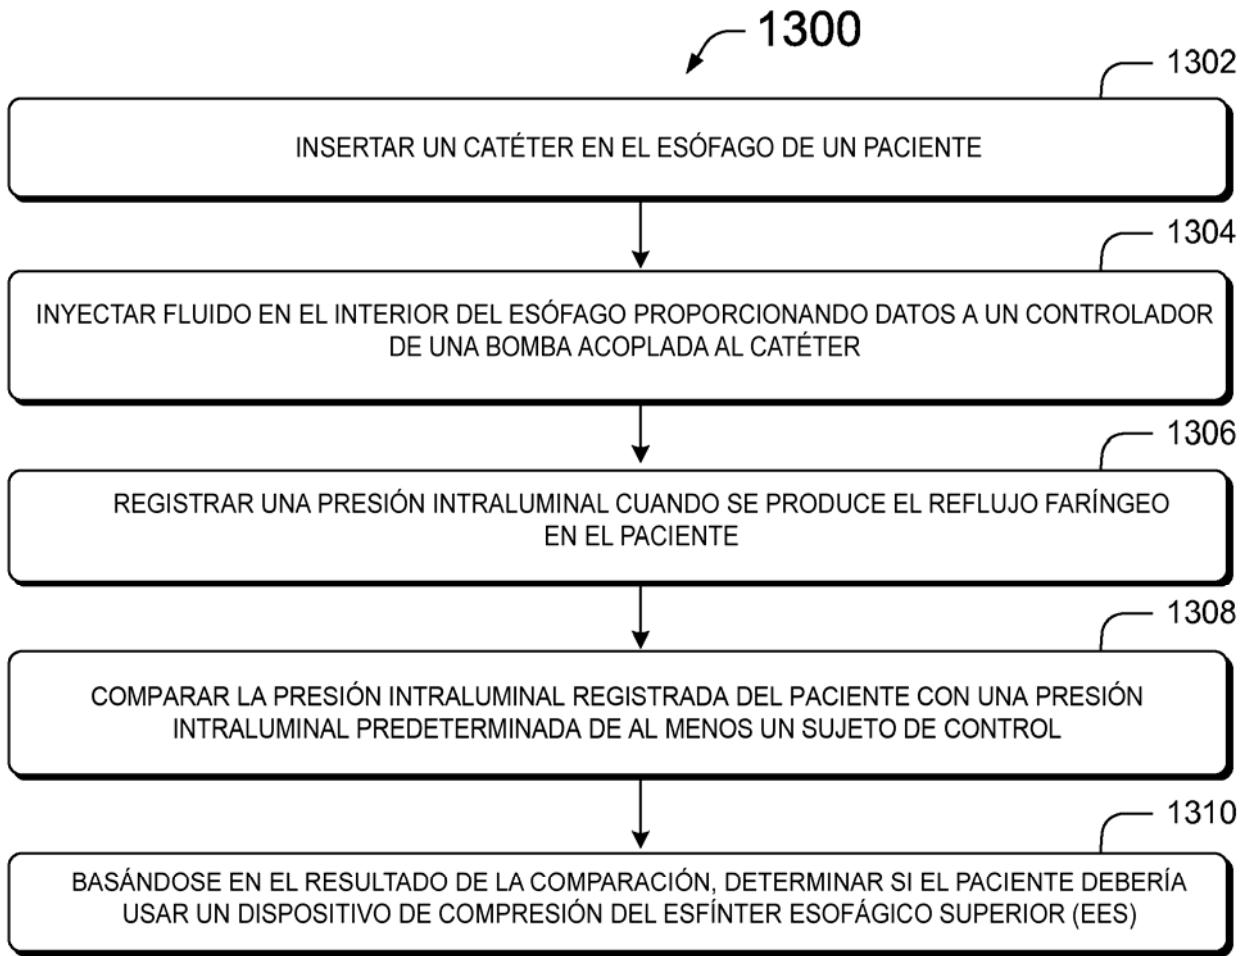 1300
1302
INSERTAR UN CATÉTER EN EL ESÓFAGO DE UN PACIENTE
1304
INYECTAR FLUIDO EN EL INTERIOR DEL ESÓFAGO PROPORCIONANDO DATOS A UN CONTROLADOR
DE UNA BOMBA ACOPLADA AL CATÉTER
1306
REGISTRAR UNA PRESIÓN INTRALUMINAL CUANDO SE PRODUCE EL REFLUJO FARÍNGEO
EN EL PACIENTE
1308
COMPARAR LA PRESIÓN INTRALUMINAL REGISTRADA DEL PACIENTE CON UNA PRESIÓN
INTRALUMINAL PREDETERMINADA DE AL MENOS UN SUJETO DE CONTROL
1310
BASÁNDOSE EN EL RESULTADO DE LA COMPARACIÓN, DETERMINAR SI EL PACIENTE DEBERÍA
USAR UN DISPOSITIVO DE COMPRESIÓN DEL ESFÍNTER ESOFÁGICO SUPERIOR (EES)